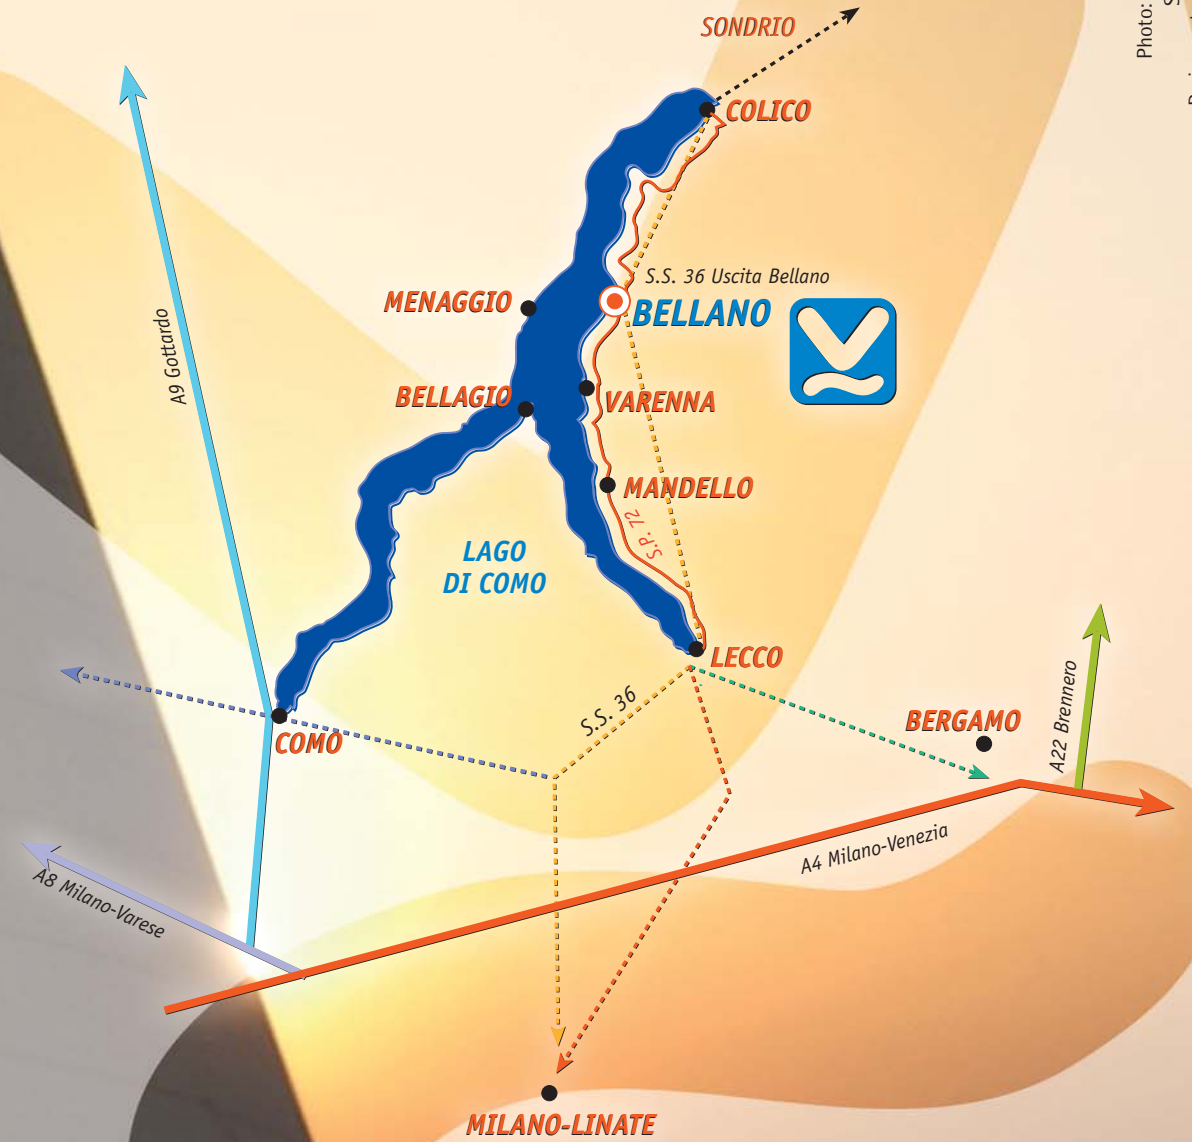 Photo:
SONDRIO
COLICO
S.S. 36 Uscita Bellano
BELLANO
MENAGGIO
A9 Gottardo
BELLAGIO
VARENNA
MANDELLO
S.P. 72
LAGO
DI COMO
LECCO
S.S. 36
COMO
BERGAMO
A22 Brennero
A4 Milano-Venezia
A8 Milano-Varese
MILANO-LINATE